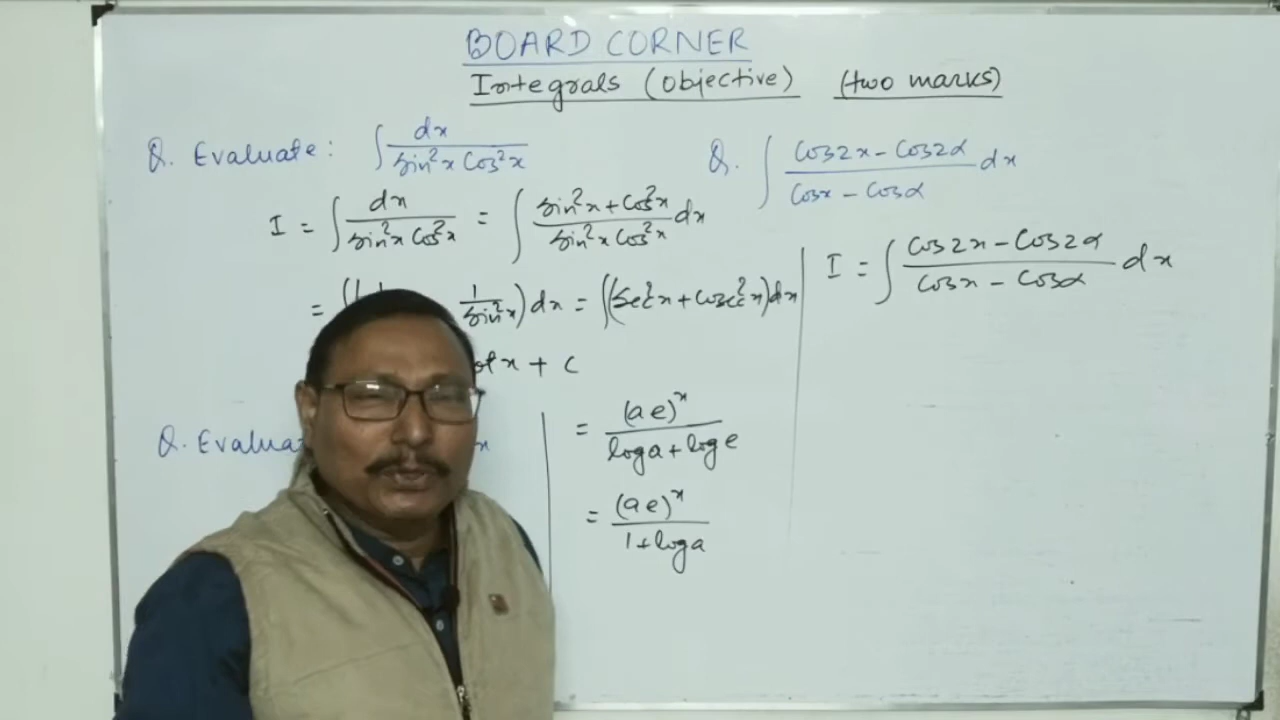 BOARD CORNER
Integrals (objective) (two marks)
Q. Evaluate: ∫ dx / sin²x Cos²x
I = ∫ dx / sin²x Cos²x = ∫ sin²x + Cos²x / sin²x Cos²x dx
= 1 / sin²x ) dx = ∫(Sec²x + Cosec²x) dx
x + c
Q. Evalua x
= (ae)ˣ / loga + loge
= (ae)ˣ / 1 + loga
Q. ∫ Cos2x - Cos2α / Cosx - Cosα dx
I = ∫ Cos2x - Cos2α / Cosx - Cosα dx